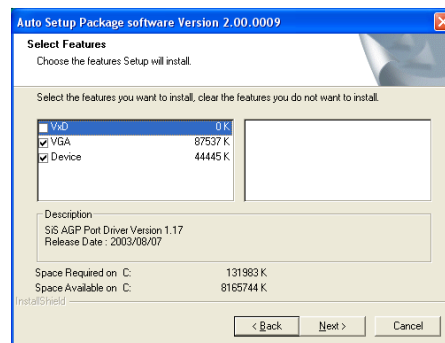 Auto Setup Package software Version 2.00.0009
Select Features
Choose the features Setup will install.
Select the features you want to install, clear the features you do not want to install.
VxD 0 K
VGA 87537 K
Device 44445 K
Description
SiS AGP Port Driver Version 1.17
Release Date : 2003/08/07
Space Required on C: 131983 K
Space Available on C: 8165744 K
InstallShield
< Back Next > Cancel